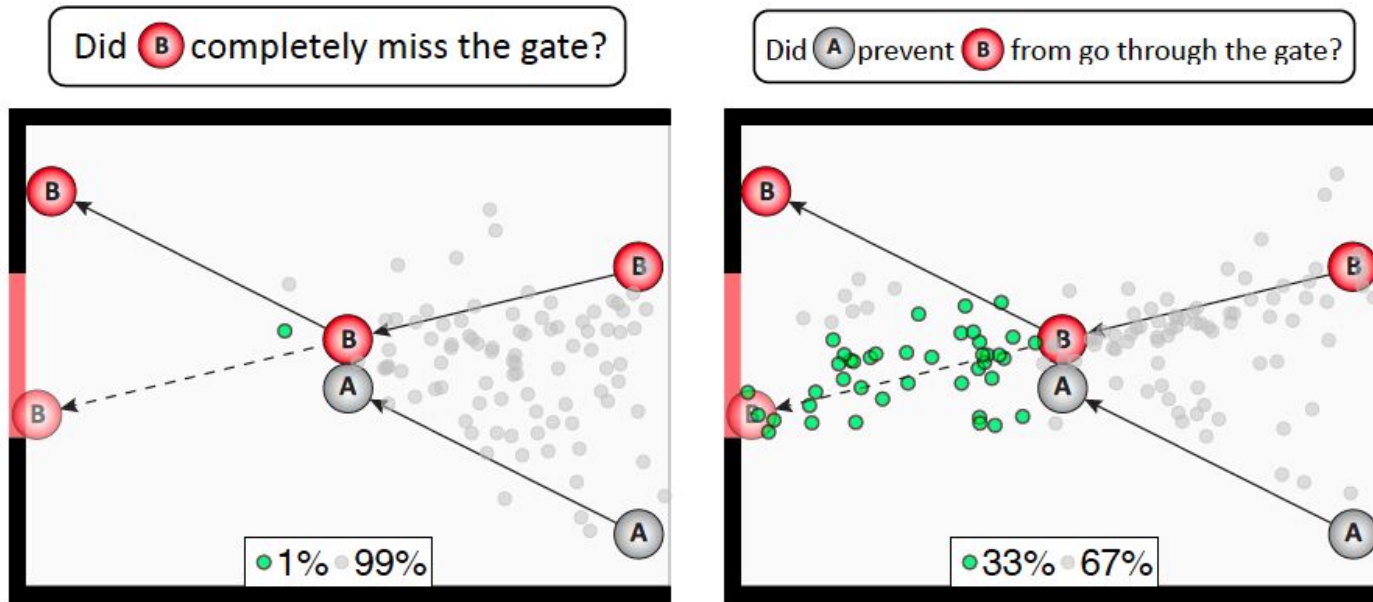 Did B completely miss the gate?
Did A prevent B from go through the gate?
B
B
B
A
B
A
1% 99%
B
B
B
A
B
A
33% 67%